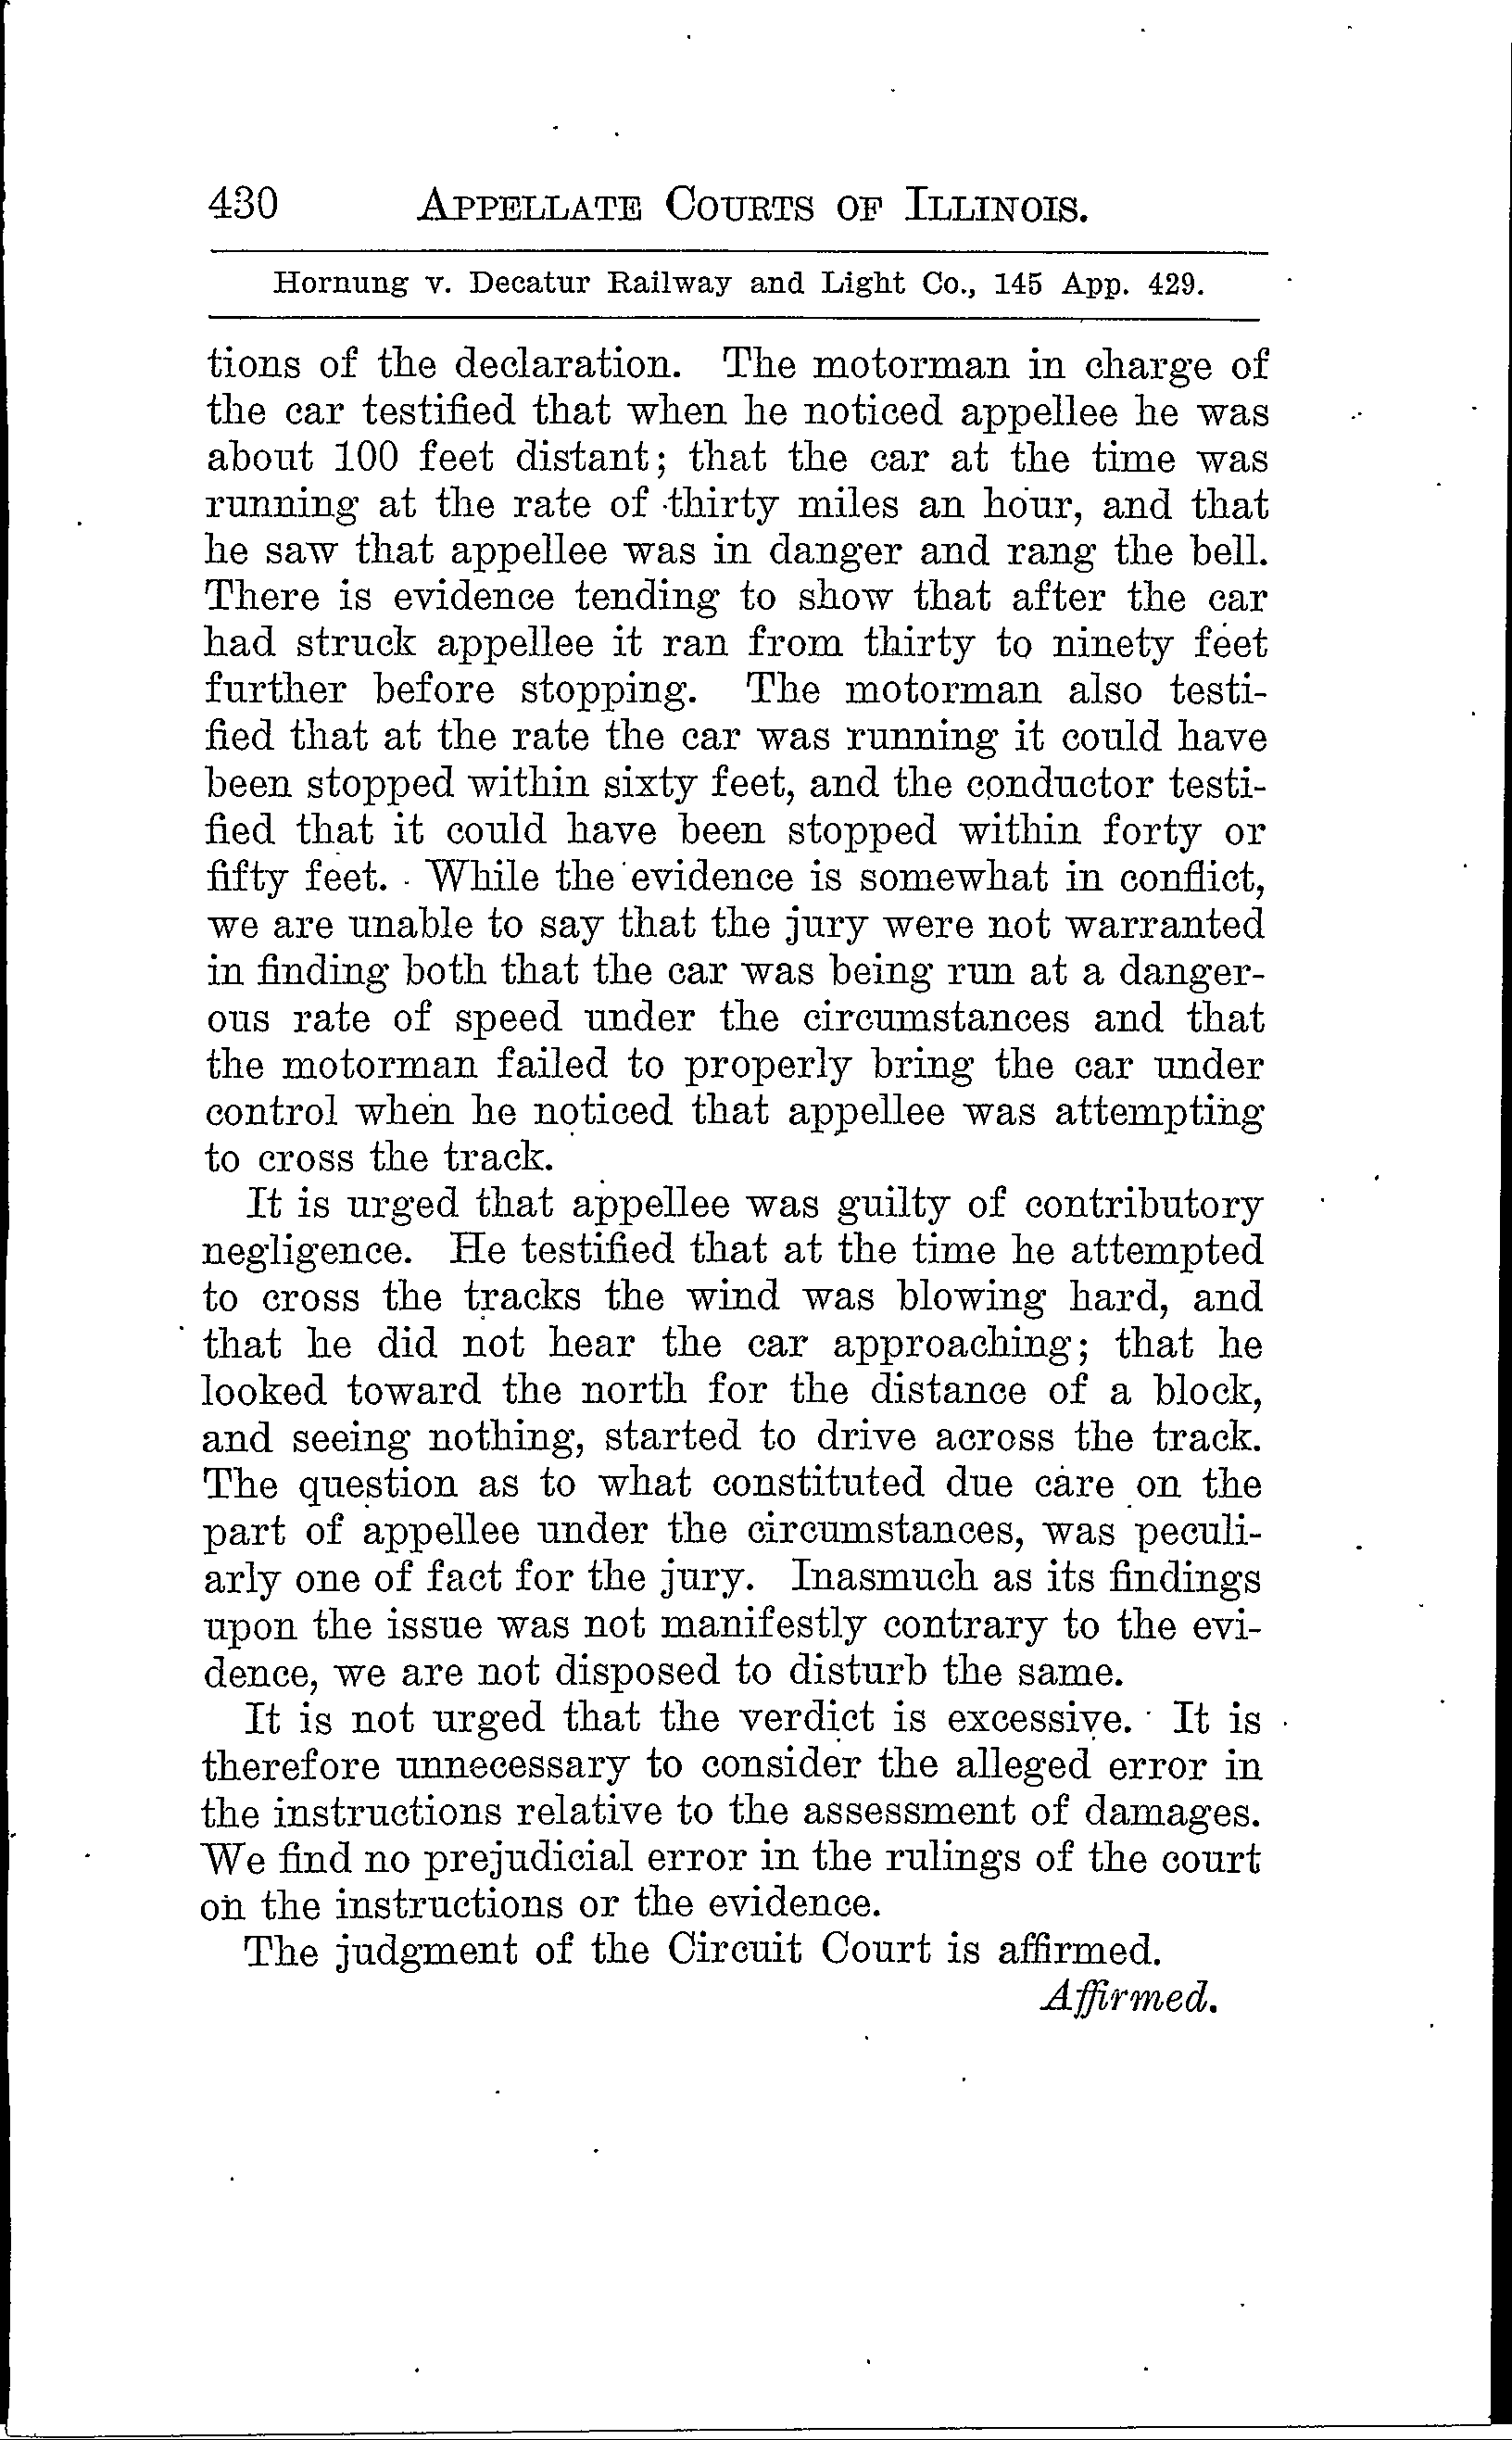 430 APPELLATE COURTS OF ILLINOIS.
Hornung v. Decatur Railway and Light Co., 145 App. 429.
tions of the declaration. The motorman in charge of
the car testified that when he noticed appellee he was
about 100 feet distant; that the car at the time was
running at the rate of thirty miles an hour, and that
he saw that appellee was in danger and rang the bell.
There is evidence tending to show that after the car
had struck appellee it ran from thirty to ninety feet
further before stopping. The motorman also testi-
fied that at the rate the car was running it could have
been stopped within sixty feet, and the conductor testi-
fied that it could have been stopped within forty or
fifty feet. While the evidence is somewhat in conflict,
we are unable to say that the jury were not warranted
in finding both that the car was being run at a danger-
ous rate of speed under the circumstances and that
the motorman failed to properly bring the car under
control when he noticed that appellee was attempting
to cross the track.
It is urged that appellee was guilty of contributory
negligence. He testified that at the time he attempted
to cross the tracks the wind was blowing hard, and
that he did not hear the car approaching; that he
looked toward the north for the distance of a block,
and seeing nothing, started to drive across the track.
The question as to what constituted due care on the
part of appellee under the circumstances, was peculi-
arly one of fact for the jury. Inasmuch as its findings
upon the issue was not manifestly contrary to the evi-
dence, we are not disposed to disturb the same.
It is not urged that the verdict is excessive. It is
therefore unnecessary to consider the alleged error in
the instructions relative to the assessment of damages.
We find no prejudicial error in the rulings of the court
on the instructions or the evidence.
The judgment of the Circuit Court is affirmed.
Affirmed.